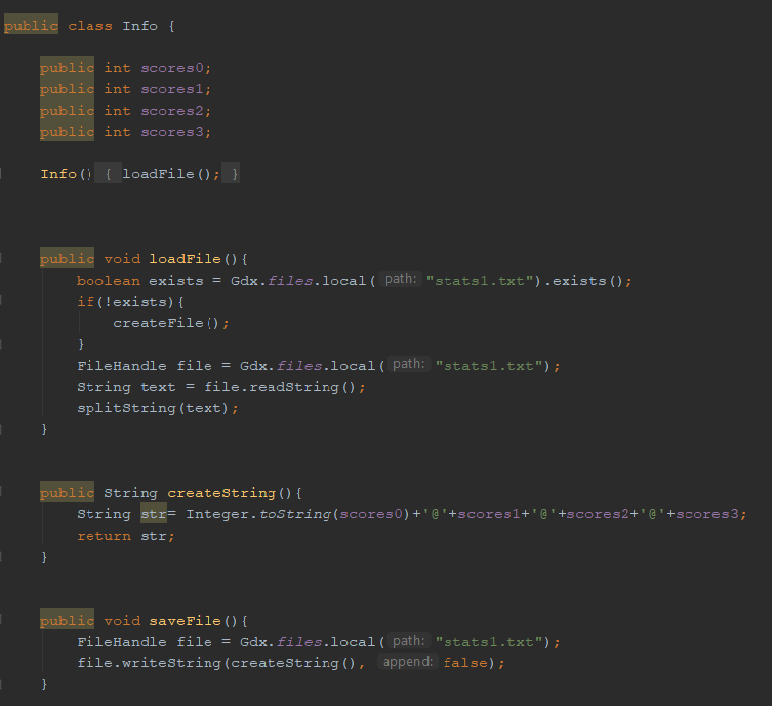 public class Info {
public int scores0;
public int scores1;
public int scores2;
public int scores3;
Info() { loadFile(); }
public void loadFile(){
boolean exists = Gdx.files.local( path: "stats1.txt").exists();
if(!exists){
createFile();
}
FileHandle file = Gdx.files.local( path: "stats1.txt");
String text = file.readString();
splitString(text);
}
public String createString(){
String str= Integer.toString(scores0)+'@'+scores1+'@'+scores2+'@'+scores3;
return str;
}
public void saveFile(){
FileHandle file = Gdx.files.local( path: "stats1.txt");
file.writeString(createString(), append: false);
}